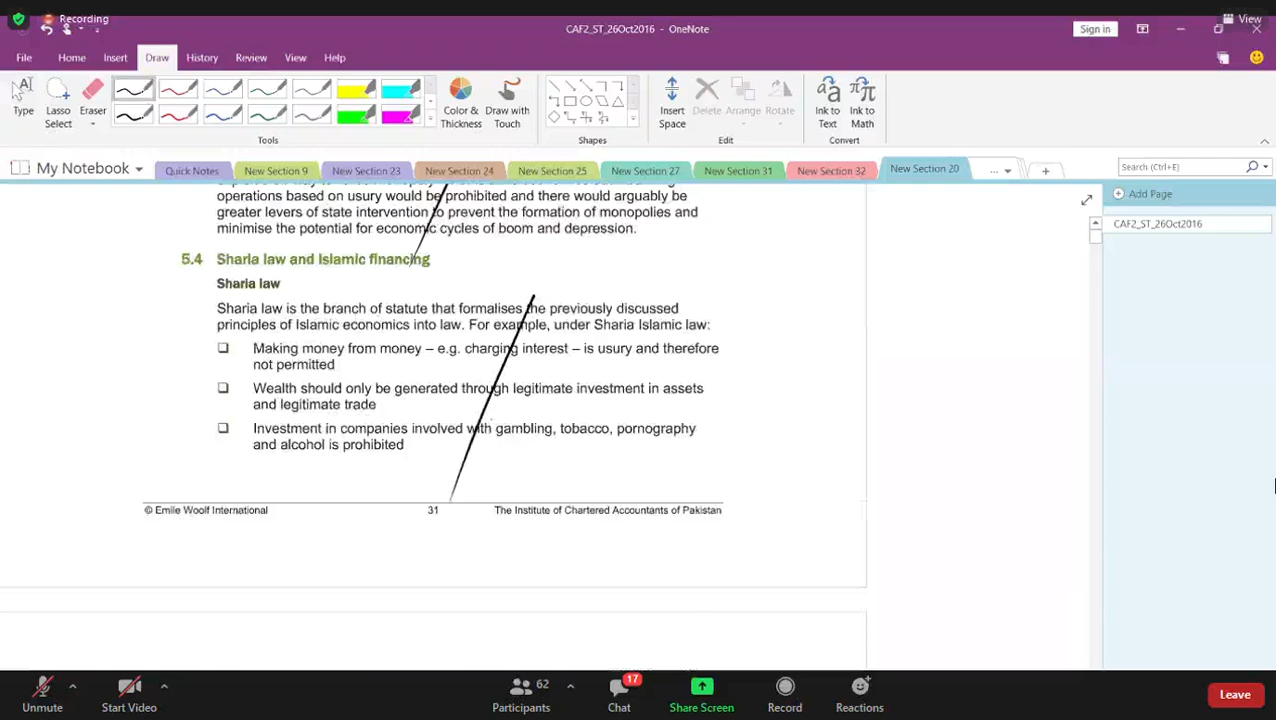 Recording
View
CAF2_ST_26Oct2016 - OneNote
Sign in
File Home Insert Draw History Review View Help
Type
Lasso Select
Eraser
Color & Thickness
Draw with Touch
Insert Space
Delete
Arrange
Rotate
Ink to Text
Ink to Math
Tools
Shapes
Edit
Convert
My Notebook
Quick Notes
New Section 9
New Section 23
New Section 24
New Section 25
New Section 27
New Section 31
New Section 32
New Section 20
...
Search (Ctrl+E)
Add Page
CAF2_ST_26Oct2016
operations based on usury would be prohibited and there would arguably be
greater levers of state intervention to prevent the formation of monopolies and
minimise the potential for economic cycles of boom and depression.
5.4 Sharia law and Islamic financing
Sharia law
Sharia law is the branch of statute that formalises the previously discussed
principles of Islamic economics into law. For example, under Sharia Islamic law:
Making money from money – e.g. charging interest – is usury and therefore
not permitted
Wealth should only be generated through legitimate investment in assets
and legitimate trade
Investment in companies involved with gambling, tobacco, pornography
and alcohol is prohibited
© Emile Woolf International 31 The Institute of Chartered Accountants of Pakistan
Unmute
Start Video
62
Participants
17
Chat
Share Screen
Record
Reactions
Leave